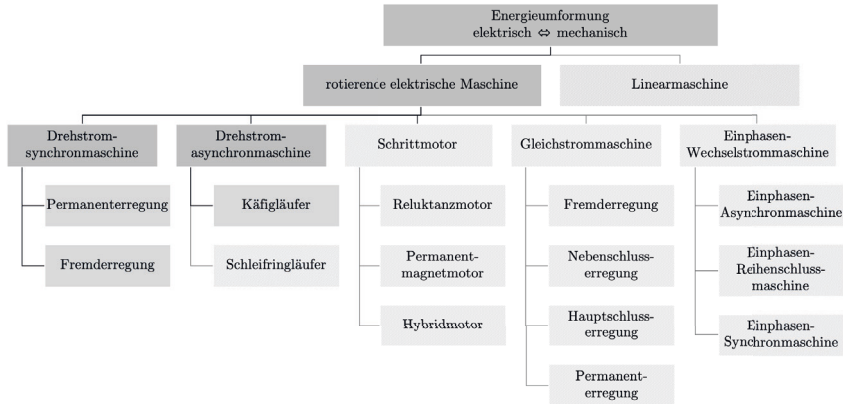 Energieumformung
elektrisch ⇔ mechanisch
rotierence elektrische Maschine
Linearmaschine
Drehstrom-
synchronmaschine
Drehstrom-
asynchronmaschine
Schrittmotor
Gleichstrommaschine
Einphasen-
Wechselstrommaschine
Permanenterregung
Fremderregung
Käfigläufer
Schleifringläufer
Reluktanzmotor
Permanent-
magnetmotor
Hybridmotor
Fremderregung
Nebenschluss-
erregung
Hauptschluss-
erregung
Permanent-
erregung
Einphasen-
Asynchronmaschine
Einphasen-
Reihenschluss-
maschine
Einphasen-
Synchronmaschine